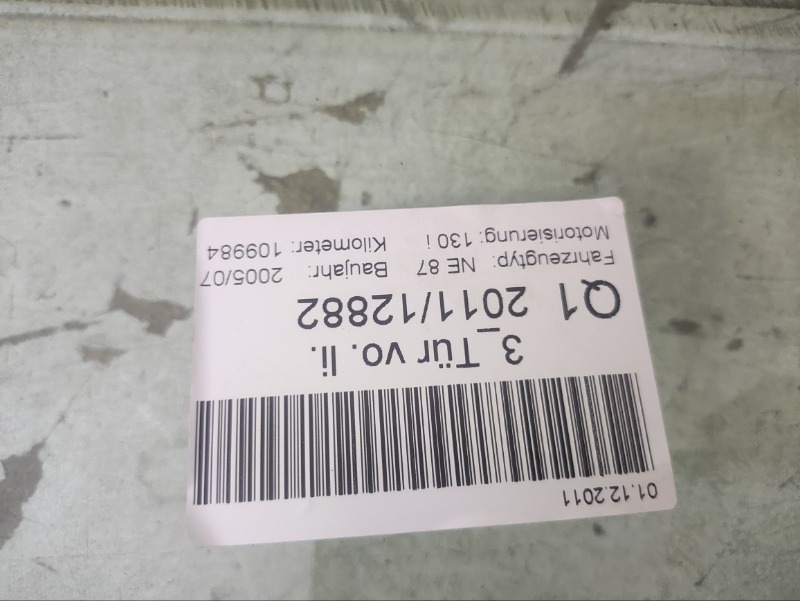 01.12.2011
3_Tür vo. li.
Q1 2011/12882
Fahrzeugtyp: NE 87 Baujahr: 2005/07
Motorisierung: 130 i Kilometer: 109984